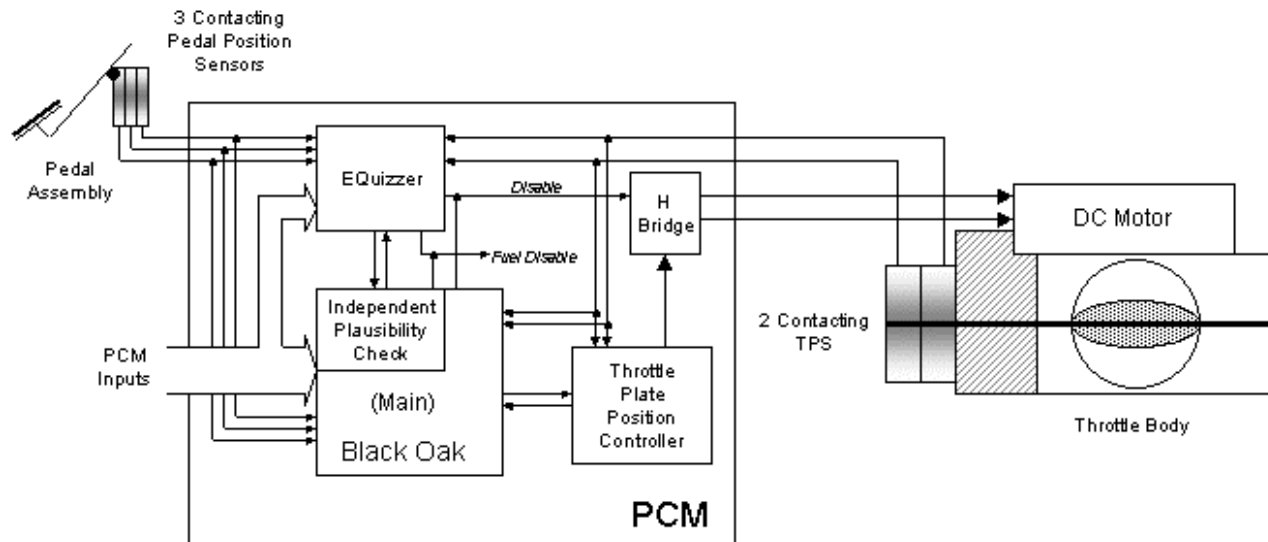 3 Contacting
Pedal Position
Sensors
Pedal
Assembly
EQuizzer
Disable
H
Bridge
DC Motor
Fuel Disable
Independent
Plausibility
Check
2 Contacting
TPS
PCM
Inputs
Throttle
Plate
Position
Controller
(Main)
Black Oak
Throttle Body
PCM